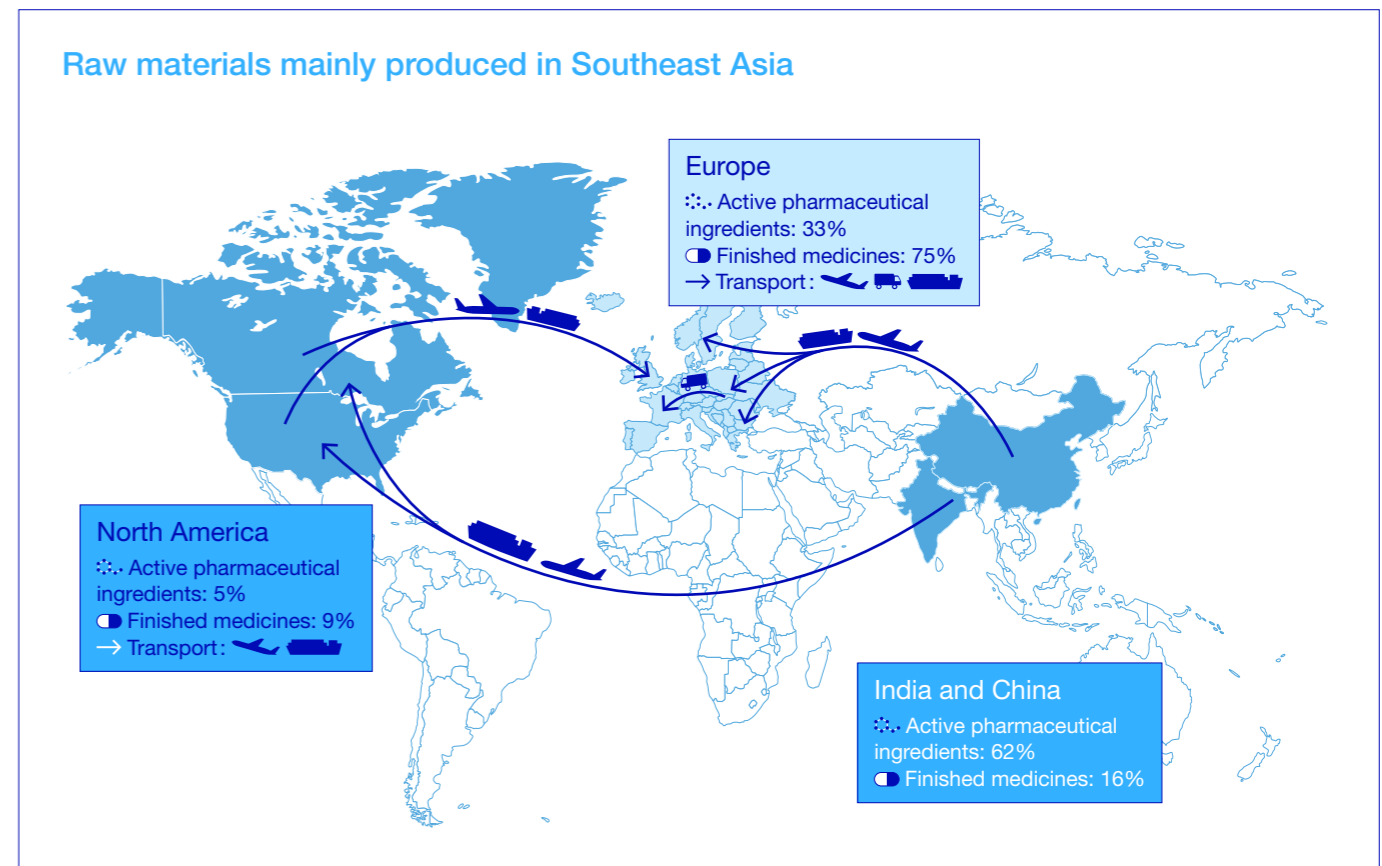 Raw materials mainly produced in Southeast Asia
Europe
Active pharmaceutical
ingredients: 33%
Finished medicines: 75%
Transport:
North America
Active pharmaceutical
ingredients: 5%
Finished medicines: 9%
Transport:
India and China
Active pharmaceutical
ingredients: 62%
Finished medicines: 16%